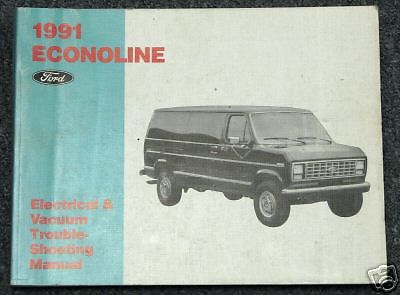 1991
ECONOLINE
Ford
Electrical &
Vacuum
Trouble-
Shooting
Manual